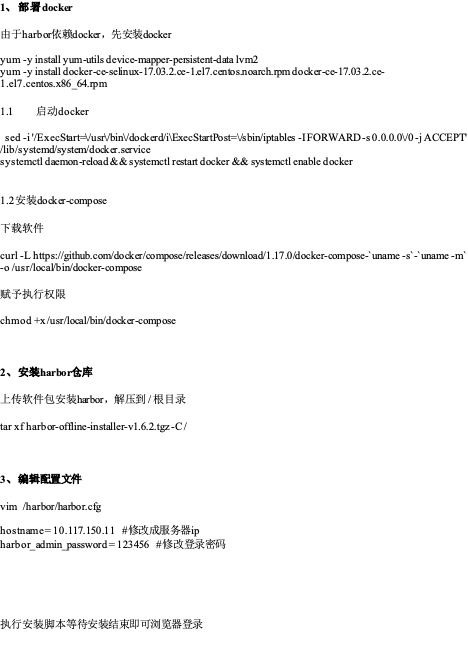 1、 部署docker
由于harbor依赖docker，先安装docker
yum -y install yum-utils device-mapper-persistent-data lvm2
yum -y install docker-ce-selinux-17.03.2.ce-1.el7.centos.noarch.rpm docker-ce-17.03.2.ce-
1.el7.centos.x86_64.rpm
1.1 启动docker
sed -i '/ExecStart=\/usr\/bin\/dockerd/i\ExecStartPost=\/sbin/iptables -I FORWARD -s 0.0.0.0\/0 -j ACCEPT'
/lib/systemd/system/docker.service
systemctl daemon-reload && systemctl restart docker && systemctl enable docker
1.2安装docker-compose
下载软件
curl -L https://github.com/docker/compose/releases/download/1.17.0/docker-compose-`uname -s`-`uname -m`
-o /usr/local/bin/docker-compose
赋予执行权限
chmod +x /usr/local/bin/docker-compose
2、 安装harbor仓库
上传软件包安装harbor，解压到 / 根目录
tar xf harbor-offline-installer-v1.6.2.tgz -C /
3、 编辑配置文件
vim /harbor/harbor.cfg
hostname = 10.117.150.11 #修改成服务器ip
harbor_admin_password = 123456 #修改登录密码
执行安装脚本等待安装结束即可浏览器登录